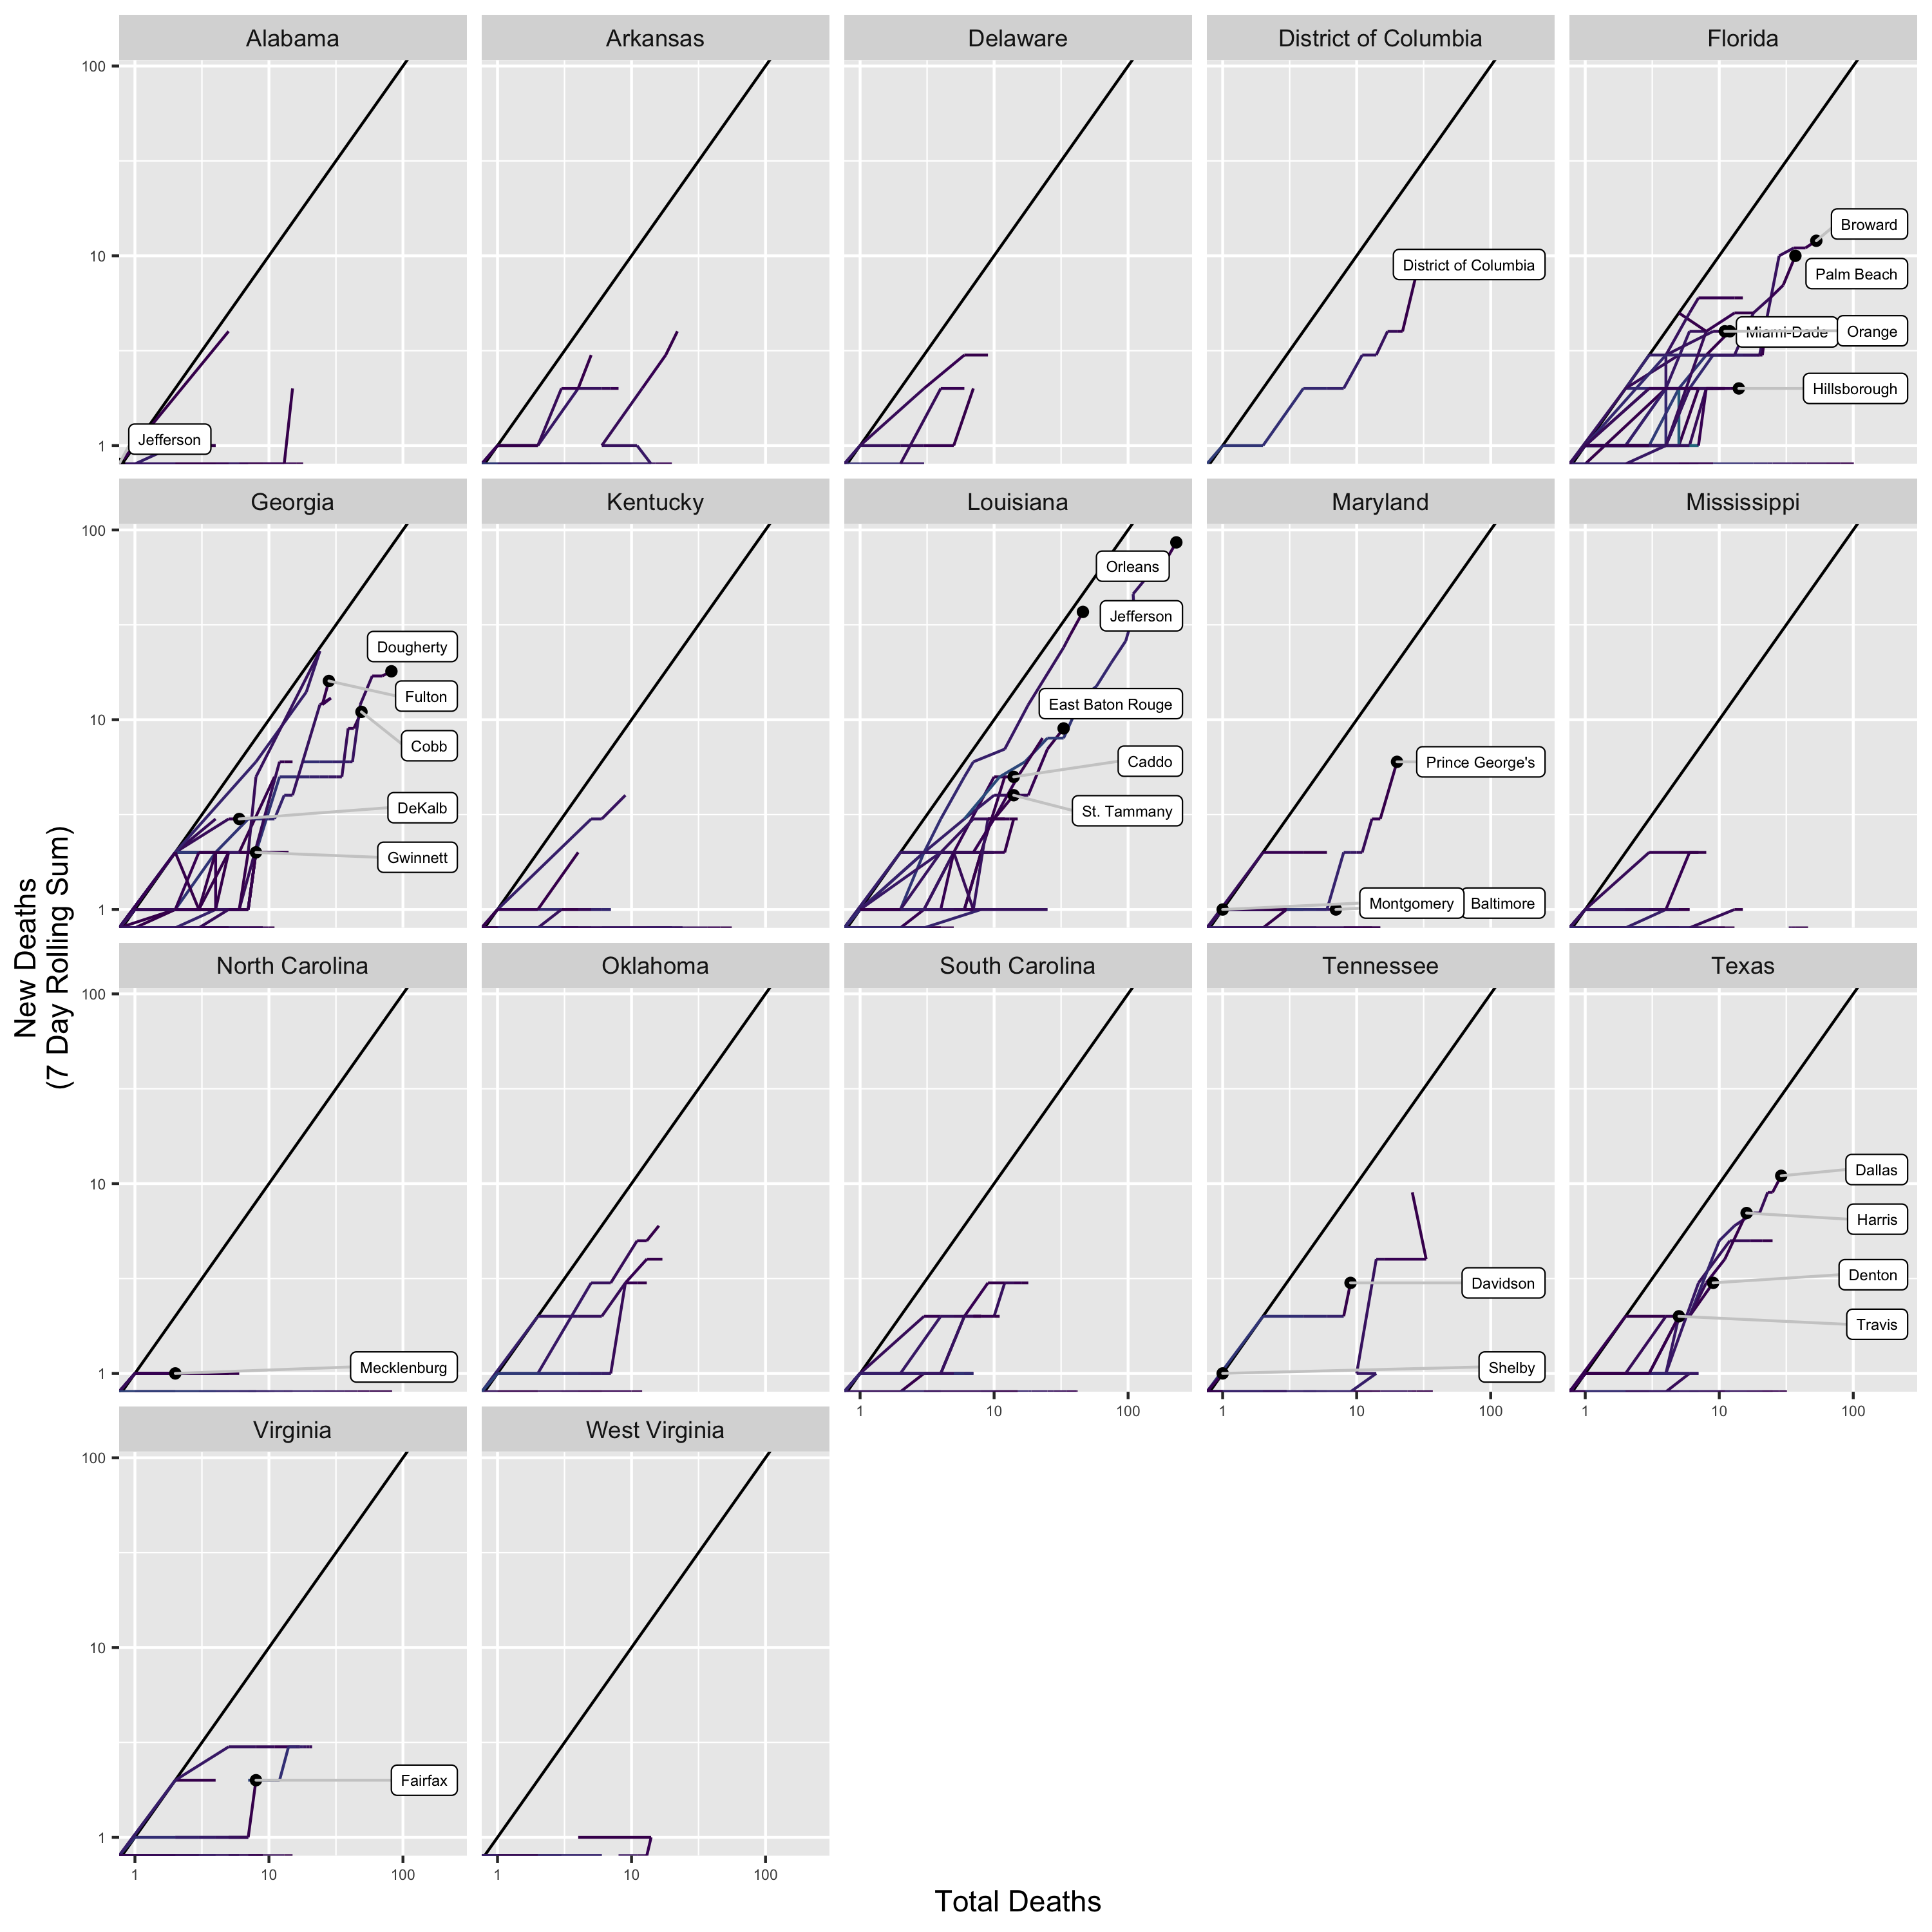 Alabama
Arkansas
Delaware
District of Columbia
Florida
100
10
1
Jefferson
District of Columbia
Broward
Palm Beach
Miami-Dade
Orange
Hillsborough
Georgia
Kentucky
Louisiana
Maryland
Mississippi
100
10
1
Dougherty
Fulton
Cobb
DeKalb
Gwinnett
Orleans
Jefferson
East Baton Rouge
Caddo
St. Tammany
Prince George's
Montgomery
Baltimore
North Carolina
Oklahoma
South Carolina
Tennessee
Texas
100
10
1
Mecklenburg
Davidson
Shelby
Dallas
Harris
Denton
Travis
1 10 100
1 10 100
1 10 100
Virginia
West Virginia
100
10
1
Fairfax
1 10 100
1 10 100
Total Deaths
New Deaths
(7 Day Rolling Sum)